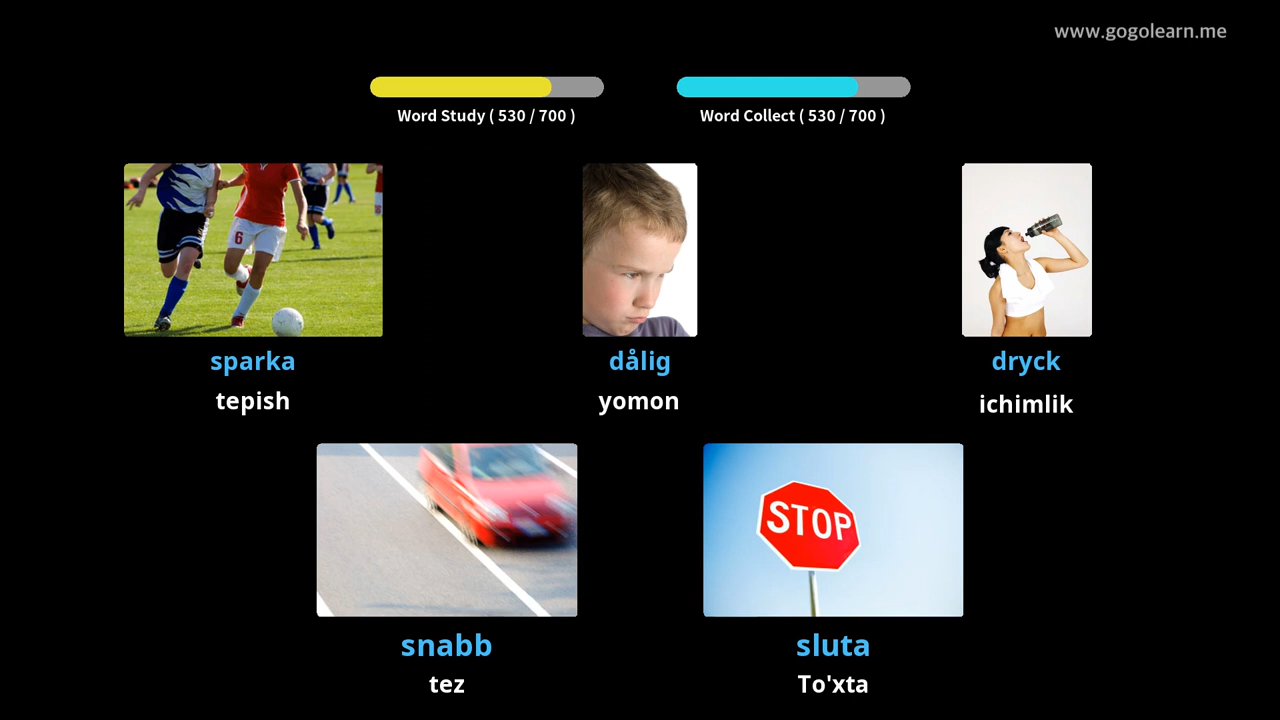 www.gogolearn.me
Word Study ( 530 / 700 )
Word Collect ( 530 / 700 )
6
sparka
tepish
dålig
yomon
dryck
ichimlik
STOP
snabb
tez
sluta
To'xta